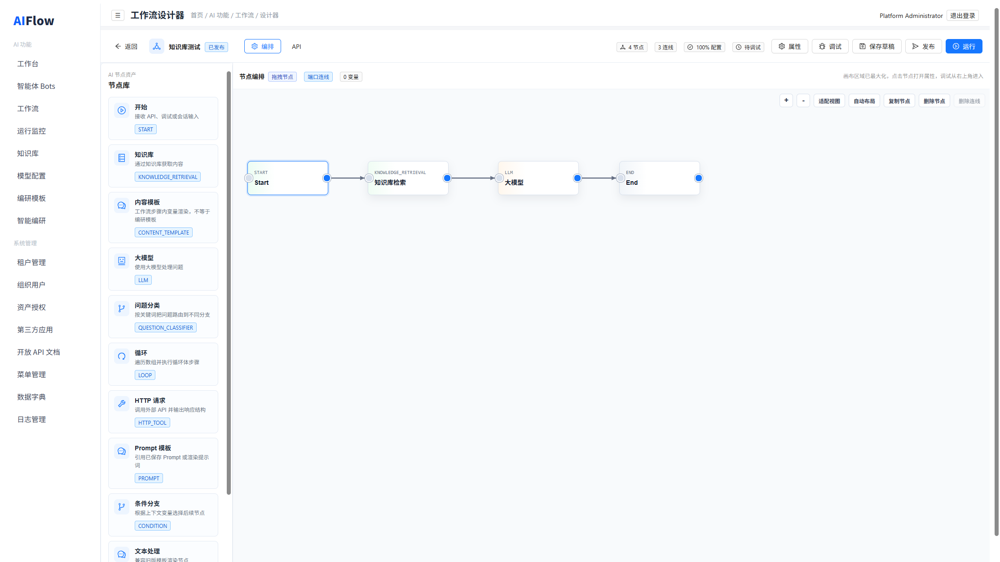 AIFlow
AI 功能
工作台
智能体 Bots
工作流
运行监控
知识库
模型配置
编研模板
智能编研
系统管理
租户管理
组织用户
资产授权
第三方应用
开放 API 文档
菜单管理
数据字典
日志管理
工作流设计器 首页 / AI 功能 / 工作流 / 设计器
Platform Administrator 退出登录
返回 知识库测试 已发布 编排 API
4 节点 3 连线 100% 配置 待调试 属性 调试 保存草稿 发布 运行
AI 节点资产
节点库
开始
接收 API、调试或会话输入
START
知识库
通过知识库获取内容
KNOWLEDGE_RETRIEVAL
内容模板
工作流步骤内变量渲染，不等于
编研模板
CONTENT_TEMPLATE
大模型
使用大模型处理问题
LLM
问题分类
按关键词把问题路由到不同分支
QUESTION_CLASSIFIER
循环
遍历数组并执行循环体步骤
LOOP
HTTP 请求
调用外部 API 并输出响应结构
HTTP_TOOL
Prompt 模板
引用已保存 Prompt 或渲染提示
词
PROMPT
条件分支
根据上下文变量选择后续节点
CONDITION
文本处理
兼容旧版模板渲染节点
节点编排 拖拽节点 端口连线 0 变量
画布区域已最大化，点击节点打开属性，调试从右上角进入
+ - 适配视图 自动布局 复制节点 删除节点 删除连线
START
Start
KNOWLEDGE_RETRIEVAL
知识库检索
LLM
大模型
END
End